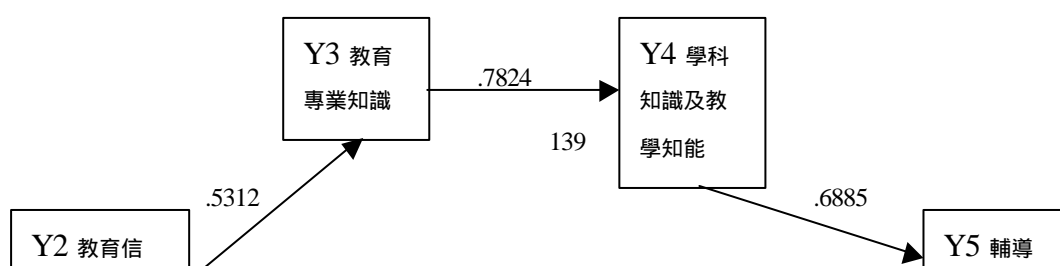 Y3 教育
專業知識
.7824
Y4 學科
知識及教
學知能
139
.5312
.6885
Y2 教育信
Y5 輔導